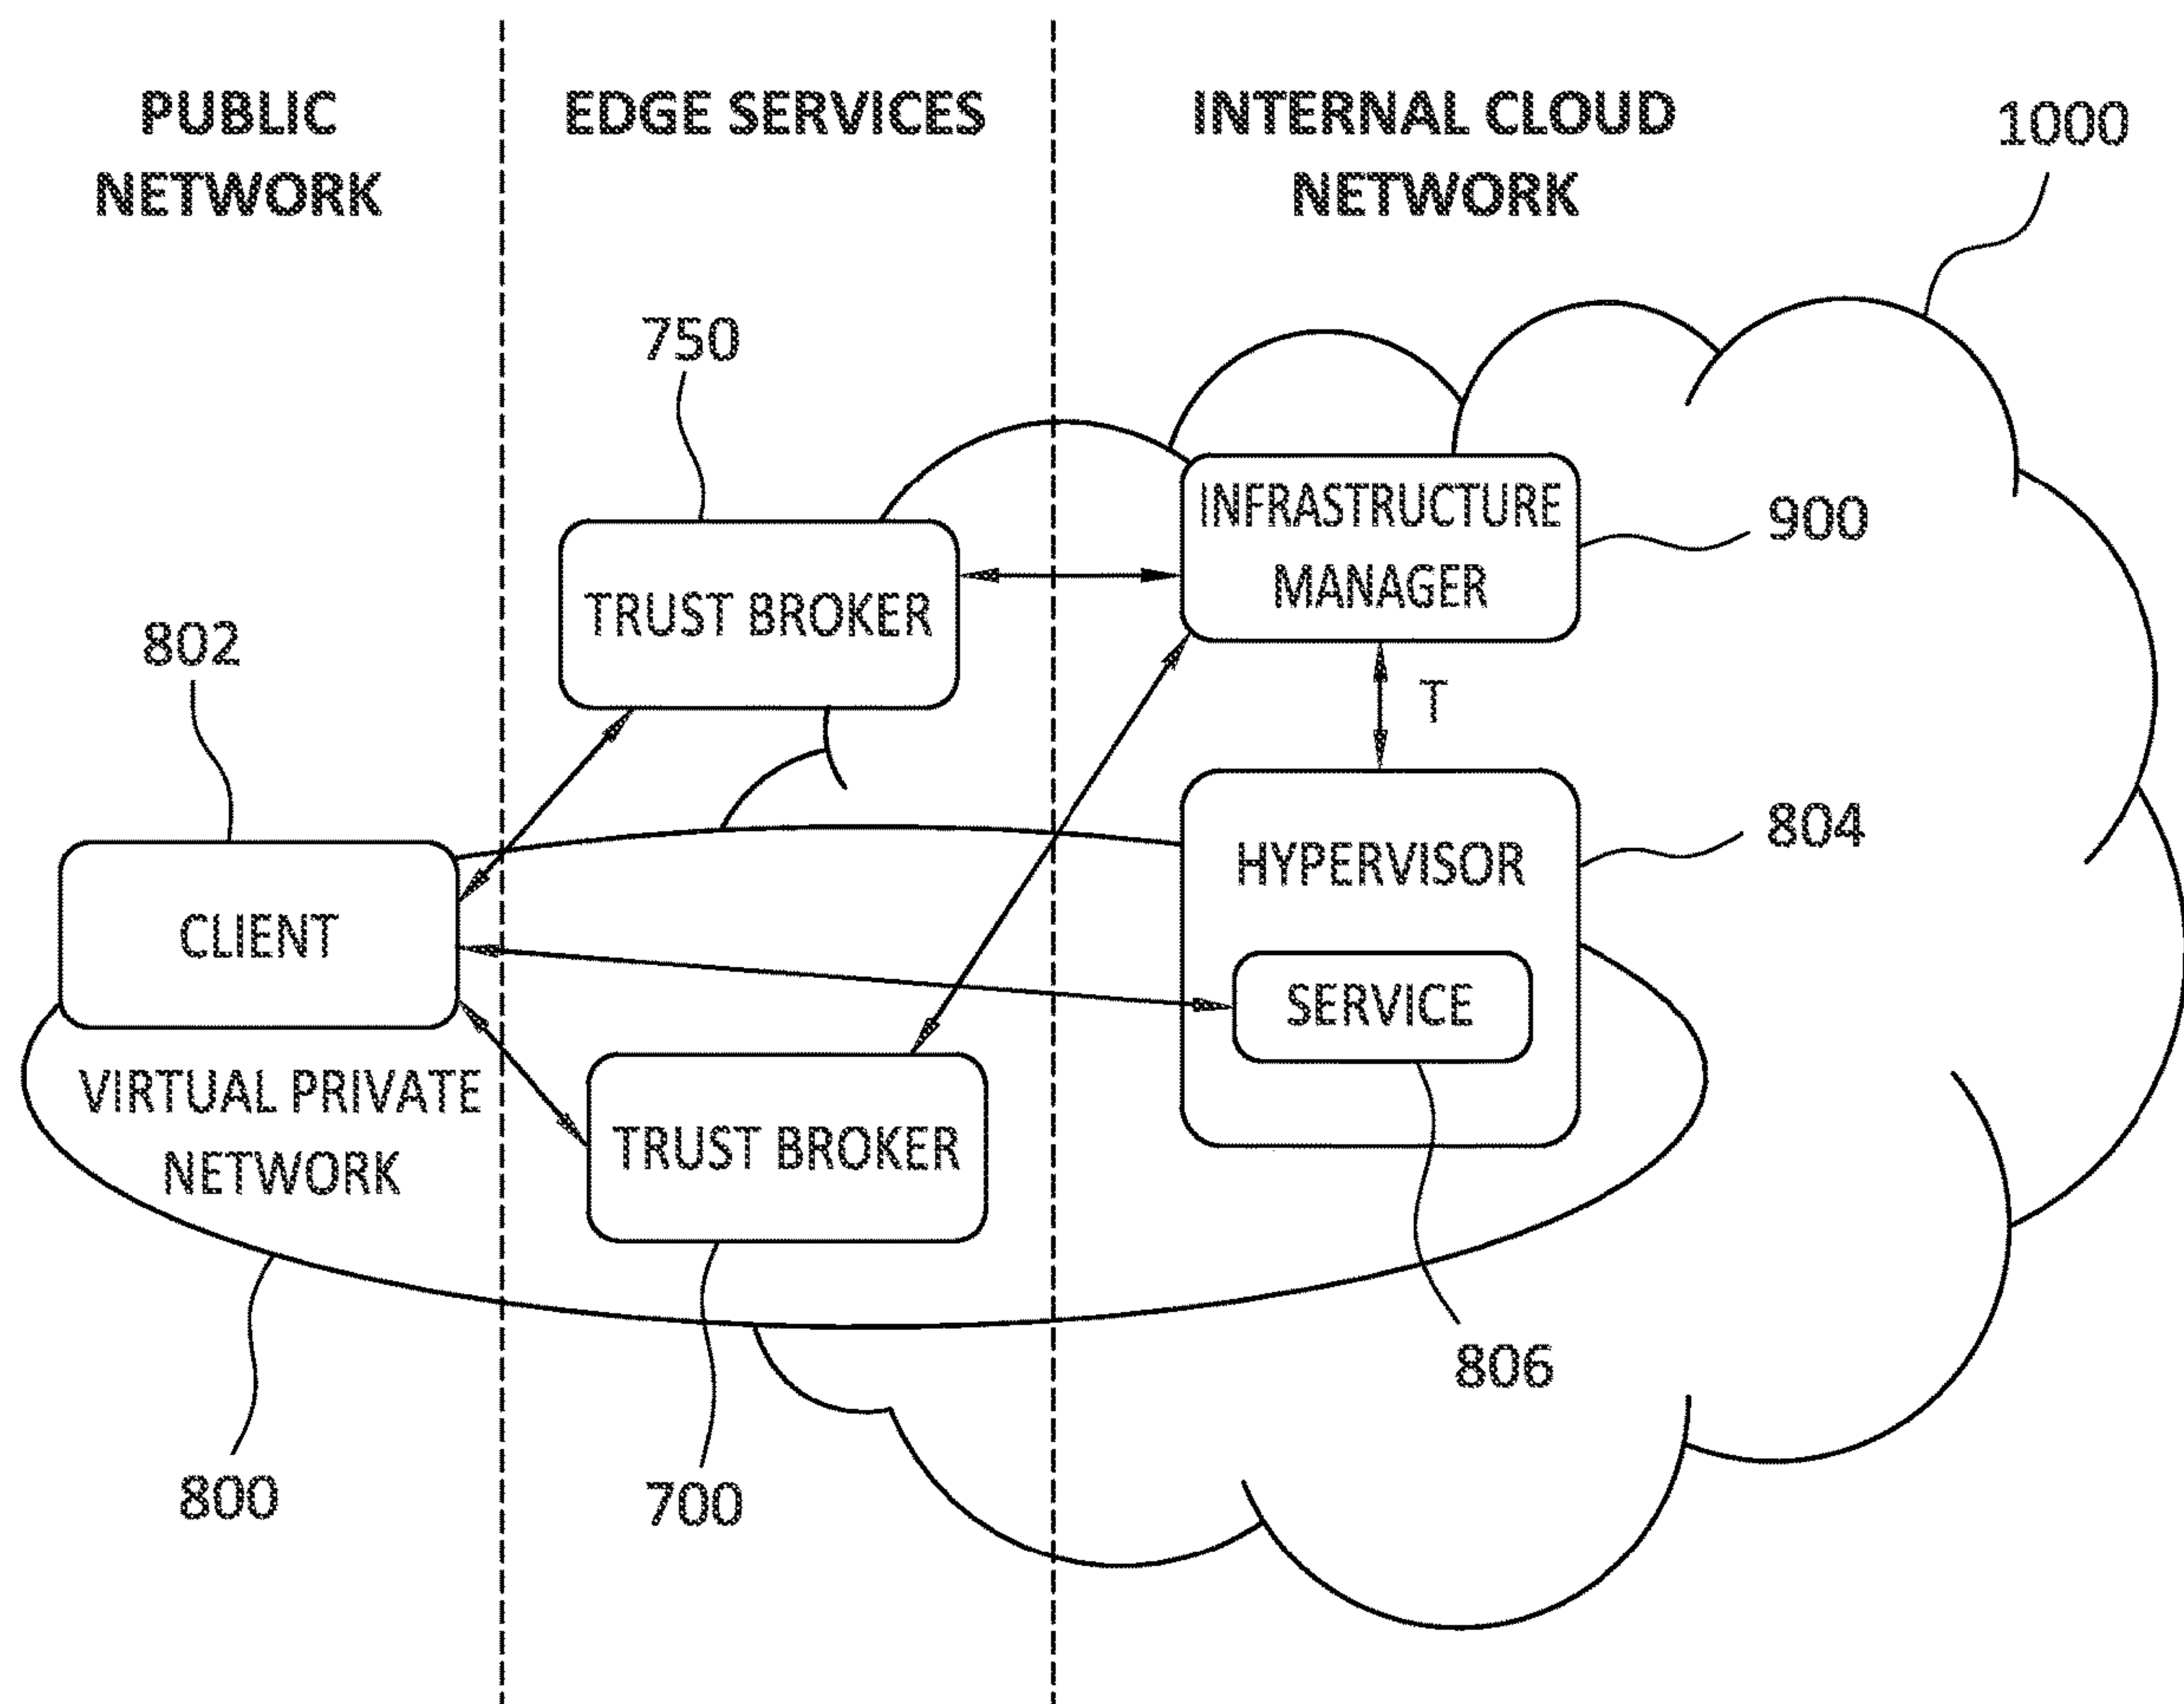 PUBLIC
NETWORK
EDGE SERVICES
INTERNAL CLOUD
NETWORK
1000
750
INFRASTRUCTURE
MANAGER
900
TRUST BROKER
802
T
HYPERVISOR
804
CLIENT
SERVICE
VIRTUAL PRIVATE
NETWORK
TRUST BROKER
806
800
700